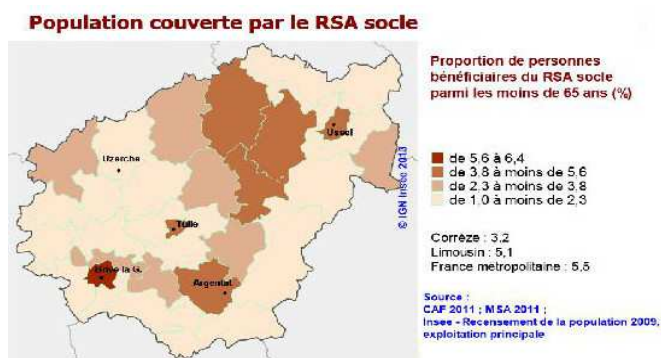 Population couverte par le RSA socle
Proportion de personnes
bénéficiaires du RSA socle
parmi les moins de 65 ans (%)
Ussel
Uzerche
© IGN Insee 2013
de 5,6 à 6,4
de 3,8 à moins de 5,6
de 2,3 à moins de 3,8
de 1,0 à moins de 2,3
Tulle
Corrèze : 3,2
Limousin : 5,1
France métropolitaine : 5,5
Brive la G.
Argentat
Source :
CAF 2011 ; MSA 2011 ;
Insee - Recensement de la population 2009,
exploitation principale